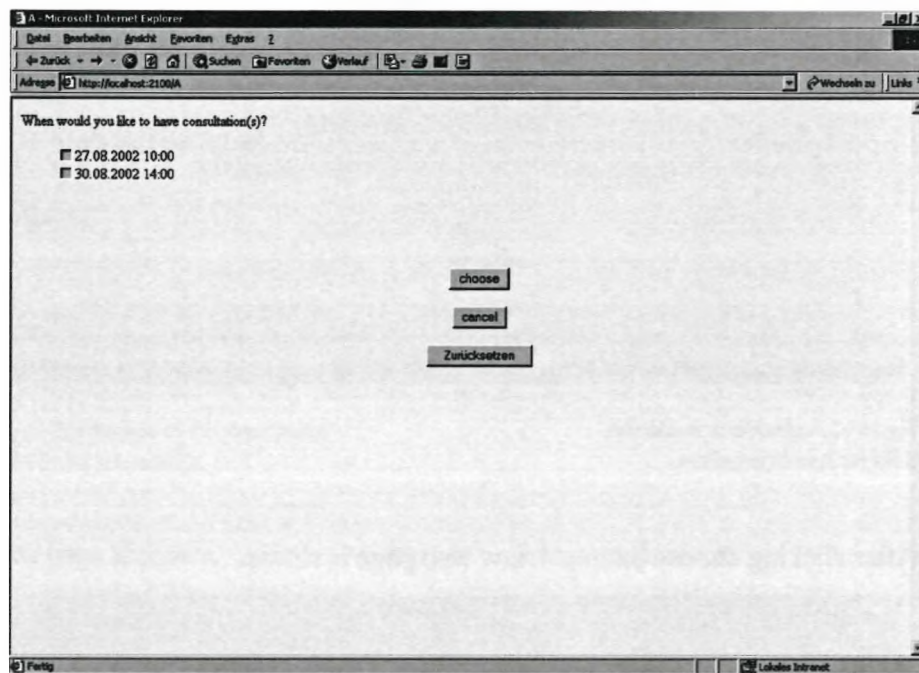 A - Microsoft Internet Explorer
Datei Bearbeiten Ansicht Favoriten Extras ?
Zurück Suchen Favoriten Verlauf
Adresse http://localhost:2100/A Wechseln zu Links
When would you like to have consultation(s)?
27.08.2002 10:00
30.08.2002 14:00
choose
cancel
Zurücksetzen
Fertig Lokales Intranet